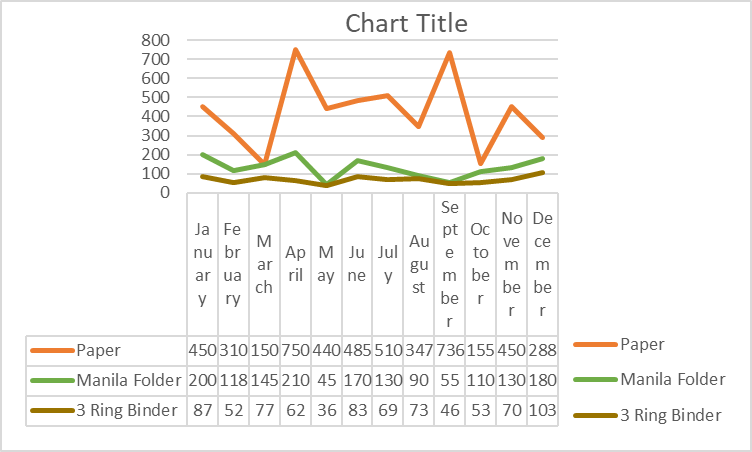 Chart Title
800
700
600
500
400
300
200
100
0
January February March April May June July August September October November December
Paper 450 310 150 750 440 485 510 347 736 155 450 288
Manila Folder 200 118 145 210 45 170 130 90 55 110 130 180
3 Ring Binder 87 52 77 62 36 83 69 73 46 53 70 103
Paper
Manila Folder
3 Ring Binder